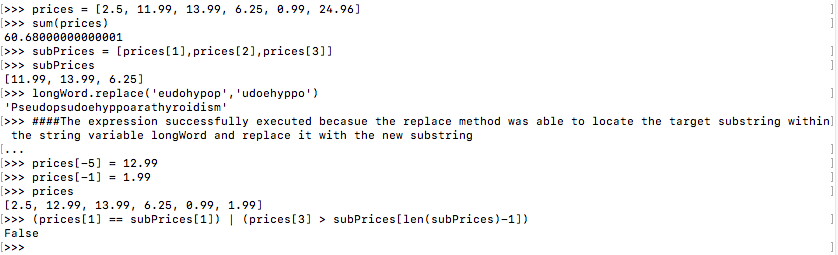 [>>> prices = [2.5, 11.99, 13.99, 6.25, 0.99, 24.96] ]
[>>> sum(prices) ]
60.68000000000001
[>>> subPrices = [prices[1],prices[2],prices[3]] ]
[>>> subPrices ]
[11.99, 13.99, 6.25]
[>>> longWord.replace('eudohypop','udoehyppo') ]
'Pseudopsudoehyppoarathyroidism'
[>>> ####The expression successfully executed becasue the replace method was able to locate the target substring within]
 the string variable longWord and replace it with the new substring
[... ]
[>>> prices[-5] = 12.99 ]
[>>> prices[-1] = 1.99 ]
[>>> prices ]
[2.5, 12.99, 13.99, 6.25, 0.99, 1.99]
[>>> (prices[1] == subPrices[1]) | (prices[3] > subPrices[len(subPrices)-1]) ]
False
[>>> ]